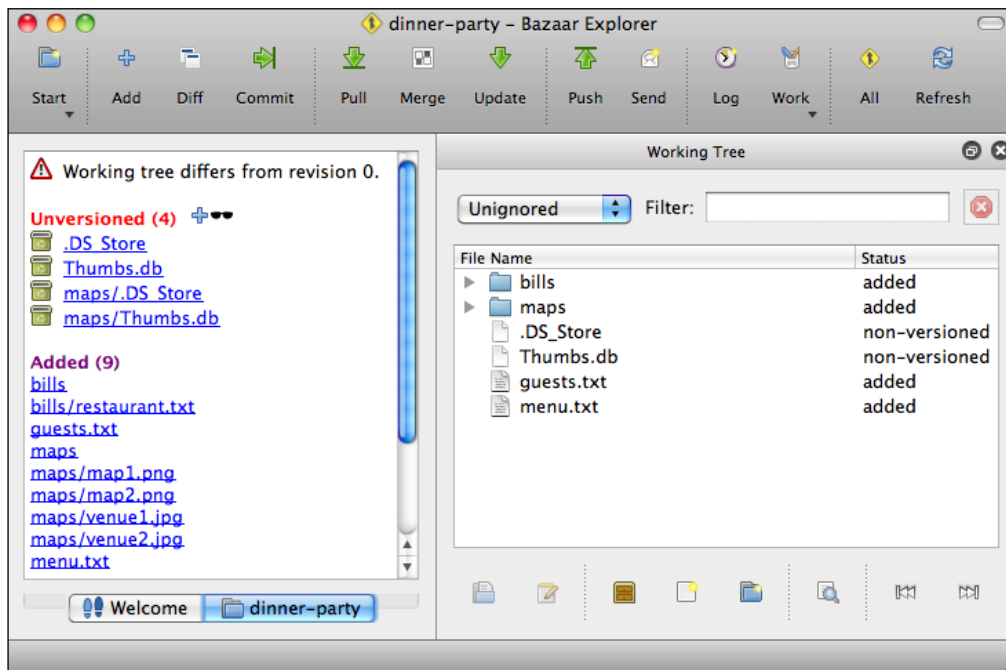 dinner-party – Bazaar Explorer
Start Add Diff Commit Pull Merge Update Push Send Log Work All Refresh
Working tree differs from revision 0.
Unversioned (4)
.DS_Store
Thumbs.db
maps/.DS_Store
maps/Thumbs.db
Added (9)
bills
bills/restaurant.txt
guests.txt
maps
maps/map1.png
maps/map2.png
maps/venue1.jpg
maps/venue2.jpg
menu.txt
Welcome dinner-party
Working Tree
Unignored Filter:
File Name Status
bills added
maps added
.DS_Store non-versioned
Thumbs.db non-versioned
guests.txt added
menu.txt added